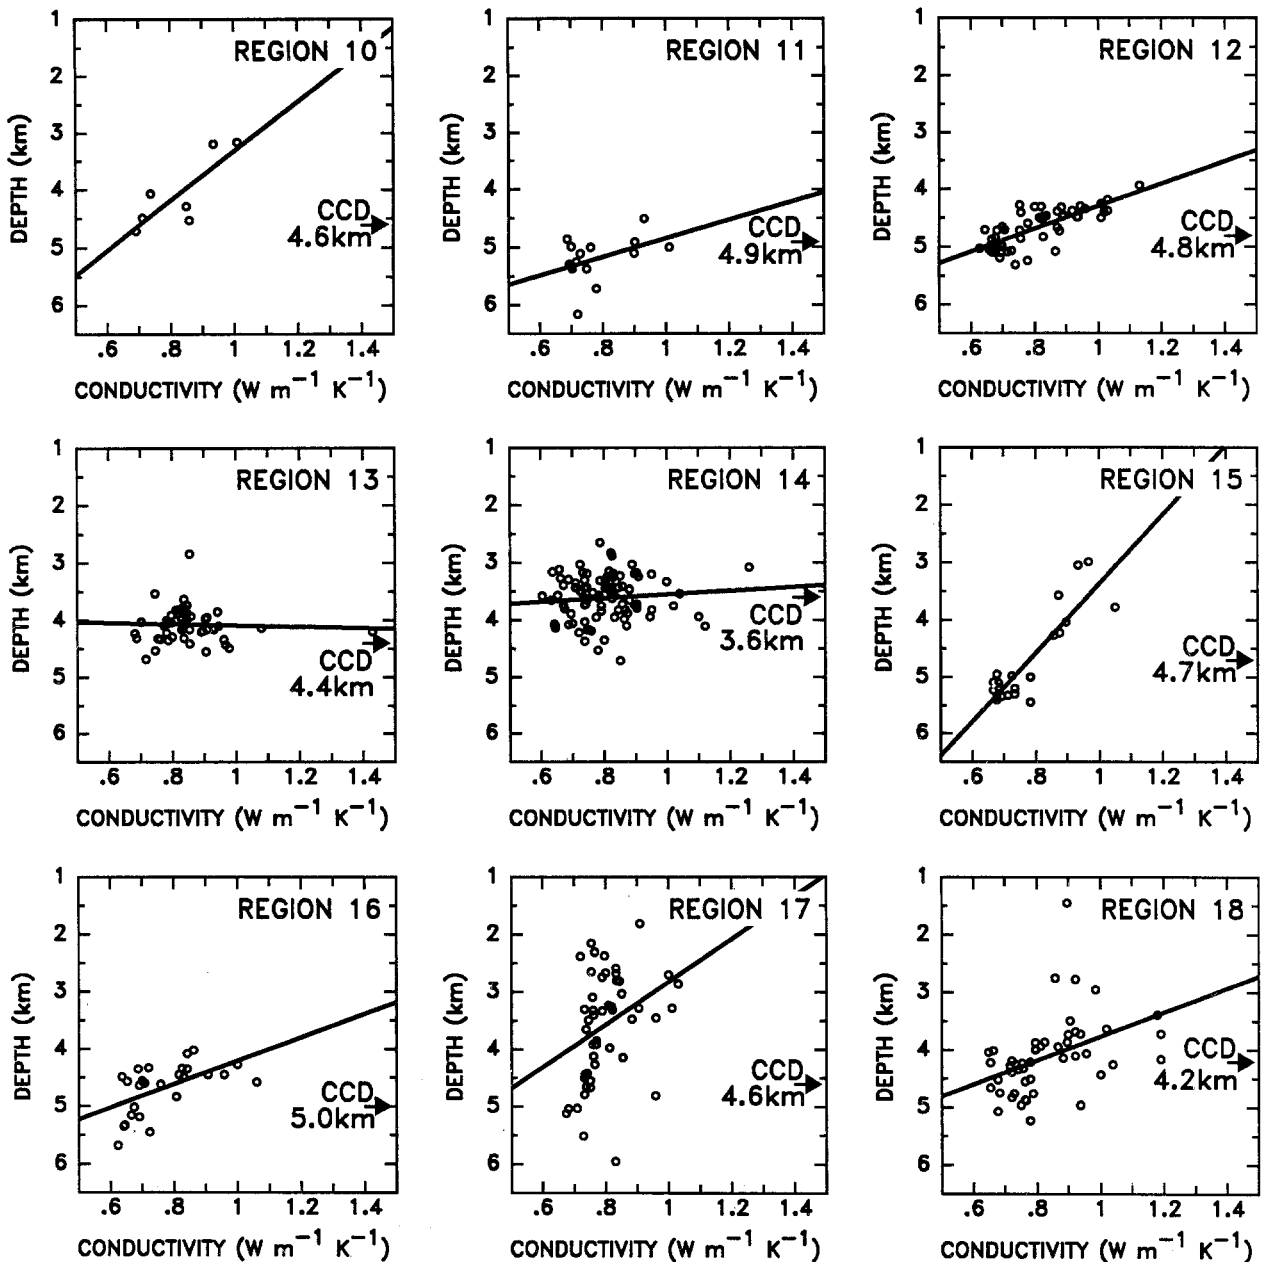 REGION 10
1
2
3
4
5
6
DEPTH (km)
CCD
4.6km
.6 .8 1 1.2 1.4
CONDUCTIVITY (W m⁻¹ K⁻¹)
REGION 11
1
2
3
4
5
6
DEPTH (km)
CCD
4.9km
.6 .8 1 1.2 1.4
CONDUCTIVITY (W m⁻¹ K⁻¹)
REGION 12
1
2
3
4
5
6
DEPTH (km)
CCD
4.8km
.6 .8 1 1.2 1.4
CONDUCTIVITY (W m⁻¹ K⁻¹)
REGION 13
1
2
3
4
5
6
DEPTH (km)
CCD
4.4km
.6 .8 1 1.2 1.4
CONDUCTIVITY (W m⁻¹ K⁻¹)
REGION 14
1
2
3
4
5
6
DEPTH (km)
CCD
3.6km
.6 .8 1 1.2 1.4
CONDUCTIVITY (W m⁻¹ K⁻¹)
REGION 15
1
2
3
4
5
6
DEPTH (km)
CCD
4.7km
.6 .8 1 1.2 1.4
CONDUCTIVITY (W m⁻¹ K⁻¹)
REGION 16
1
2
3
4
5
6
DEPTH (km)
CCD
5.0km
.6 .8 1 1.2 1.4
CONDUCTIVITY (W m⁻¹ K⁻¹)
REGION 17
1
2
3
4
5
6
DEPTH (km)
CCD
4.6km
.6 .8 1 1.2 1.4
CONDUCTIVITY (W m⁻¹ K⁻¹)
REGION 18
1
2
3
4
5
6
DEPTH (km)
CCD
4.2km
.6 .8 1 1.2 1.4
CONDUCTIVITY (W m⁻¹ K⁻¹)